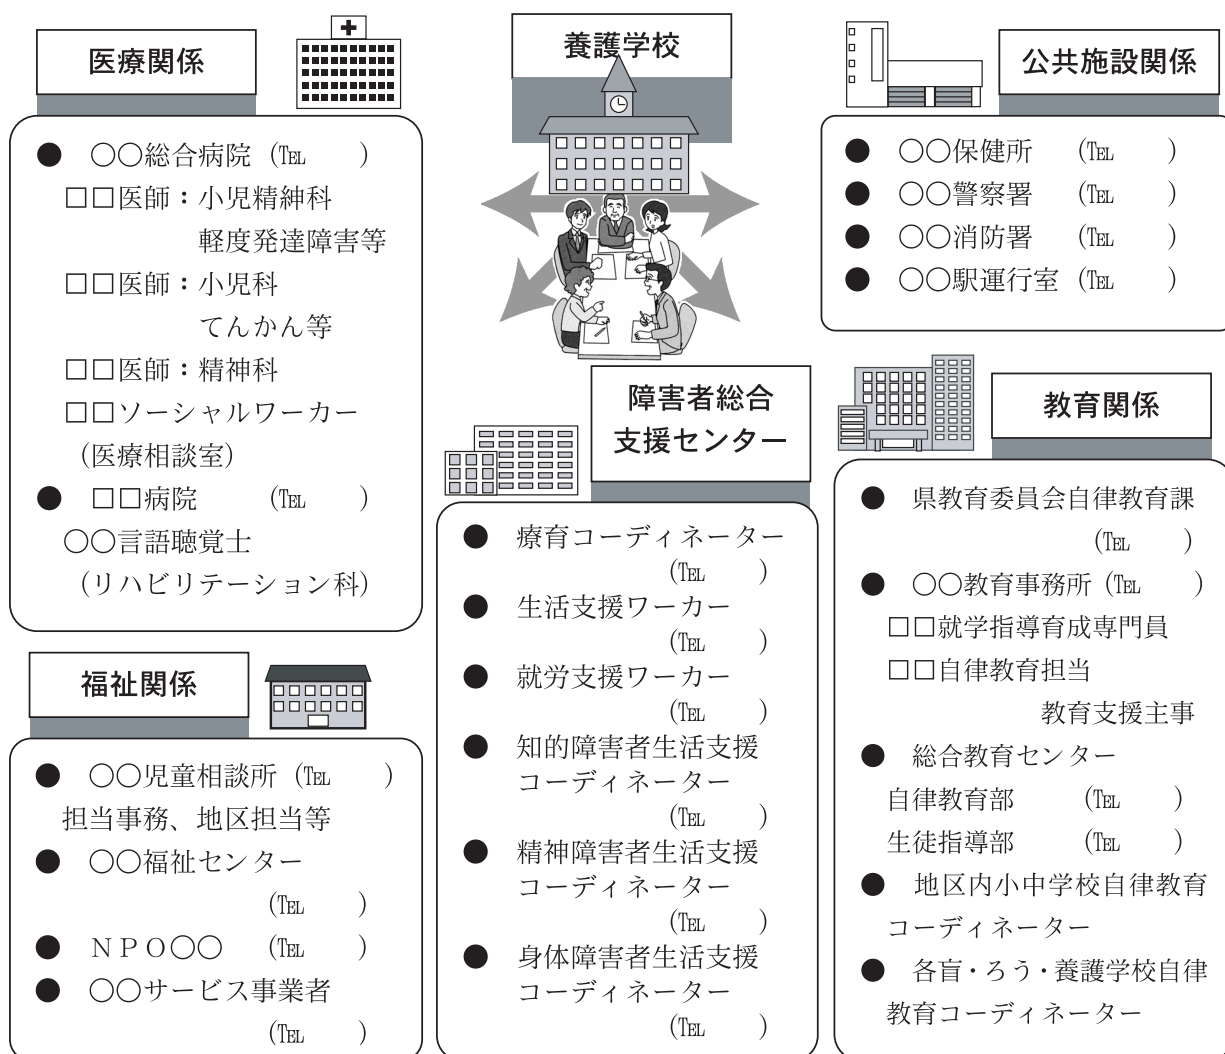 医療関係
● ○○総合病院（℡　　）
□□医師：小児精紳科
軽度発達障害等
□□医師：小児科
てんかん等
□□医師：精神科
□□ソーシャルワーカー
（医療相談室）
● □□病院　　（℡　　）
○○言語聴覚士
（リハビリテーション科）
福祉関係
● ○○児童相談所（℡　　）
担当事務、地区担当等
● ○○福祉センター
（℡　　）
● ＮＰＯ○○　（℡　　）
● ○○サービス事業者
（℡　　）
養護学校
障害者総合
支援センター
● 療育コーディネーター
（℡　　）
● 生活支援ワーカー
（℡　　）
● 就労支援ワーカー
（℡　　）
● 知的障害者生活支援
コーディネーター
（℡　　）
● 精神障害者生活支援
コーディネーター
（℡　　）
● 身体障害者生活支援
コーディネーター
（℡　　）
公共施設関係
● ○○保健所　（℡　　）
● ○○警察署　（℡　　）
● ○○消防署　（℡　　）
● ○○駅運行室（℡　　）
教育関係
● 県教育委員会自律教育課
（℡　　）
● ○○教育事務所（℡　　）
□□就学指導育成専門員
□□自律教育担当
教育支援主事
● 総合教育センター
自律教育部　　（℡　　）
生徒指導部　　（℡　　）
● 地区内小中学校自律教育
コーディネーター
● 各盲・ろう・養護学校自律
教育コーディネーター